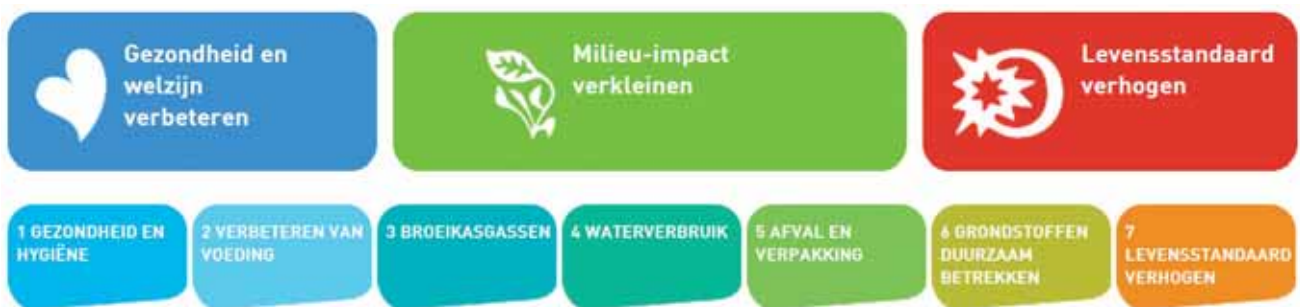 Gezondheid en
welzijn
verbeteren
Milieu-impact
verkleinen
Levensstandaard
verhogen
1 GEZONDHEID EN
HYGIËNE
2 VERBETEREN VAN
VOEDING
3 BROEIKASGASSEN
4 WATERVERBRUIK
5 AFVAL EN
VERPAKKING
6 GRONDSTOFFEN
DUURZAAM
BETREKKEN
7
LEVENSSTANDAARD
VERHOGEN